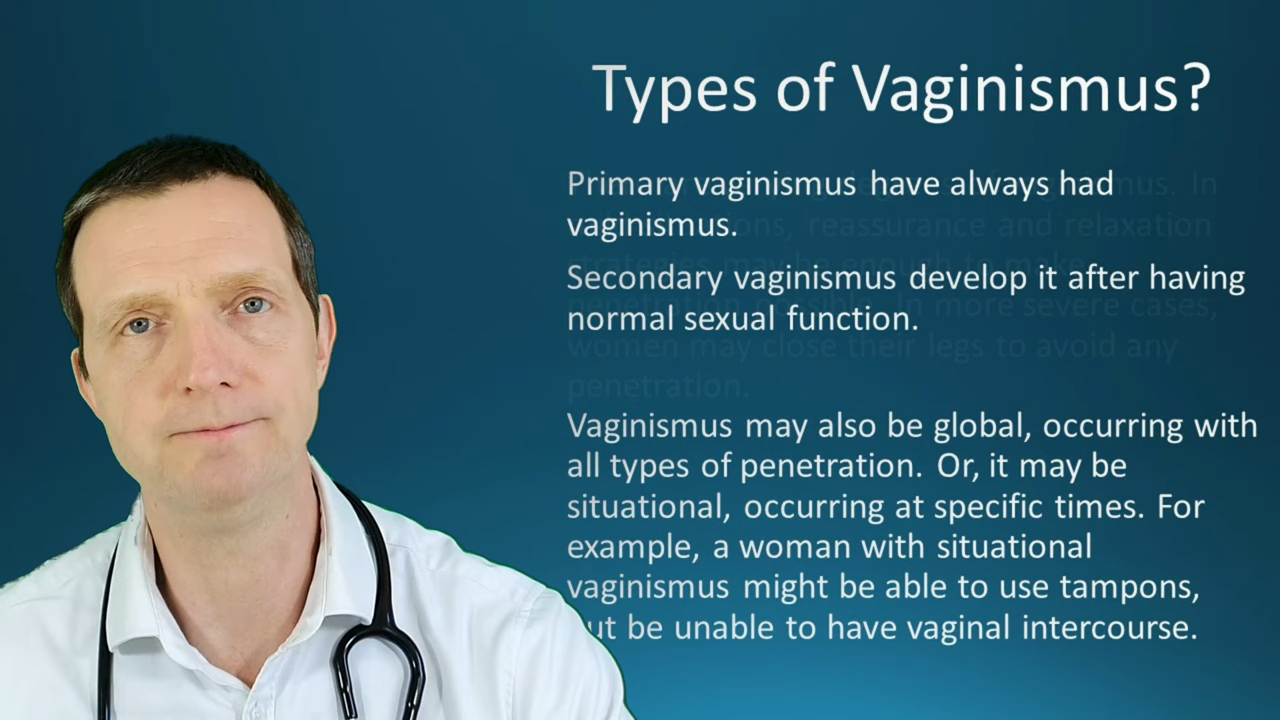 Types of Vaginismus?
Primary vaginismus have always had
vaginismus.
Secondary vaginismus develop it after having
normal sexual function.
Vaginismus may also be global, occurring with
all types of penetration. Or, it may be
situational, occurring at specific times. For
example, a woman with situational
vaginismus might be able to use tampons,
but be unable to have vaginal intercourse.